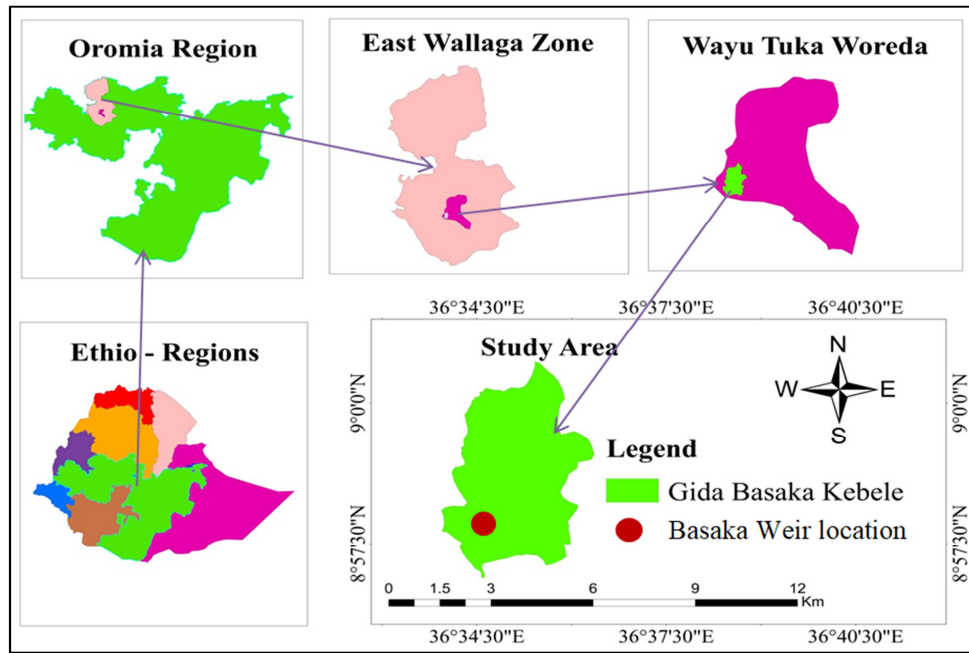 Oromia Region
East Wallaga Zone
Wayu Tuka Woreda
36°34'30"E 36°37'30"E 36°40'30"E
Ethio - Regions
Study Area
N
W E
S
9°0'0"N
9°0'0"N
Legend
Gida Basaka Kebele
Basaka Weir location
8°57'30"N
8°57'30"N
0 1.5 3 6 9 12
Km
36°34'30"E 36°37'30"E 36°40'30"E